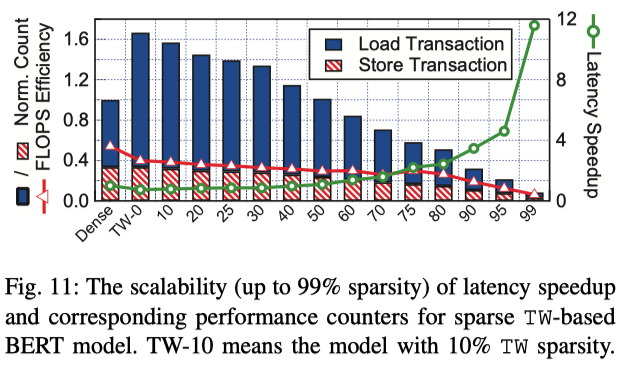 Norm. Count
FLOPS Efficiency
/
1.6
1.2
0.8
0.4
0.0
Load Transaction
Store Transaction
12
8
4
0
Latency Speedup
Dense
TW-0
10
20
25
30
40
50
60
70
75
80
90
95
99
Fig. 11: The scalability (up to 99% sparsity) of latency speedup
and corresponding performance counters for sparse TW-based
BERT model. TW-10 means the model with 10% TW sparsity.